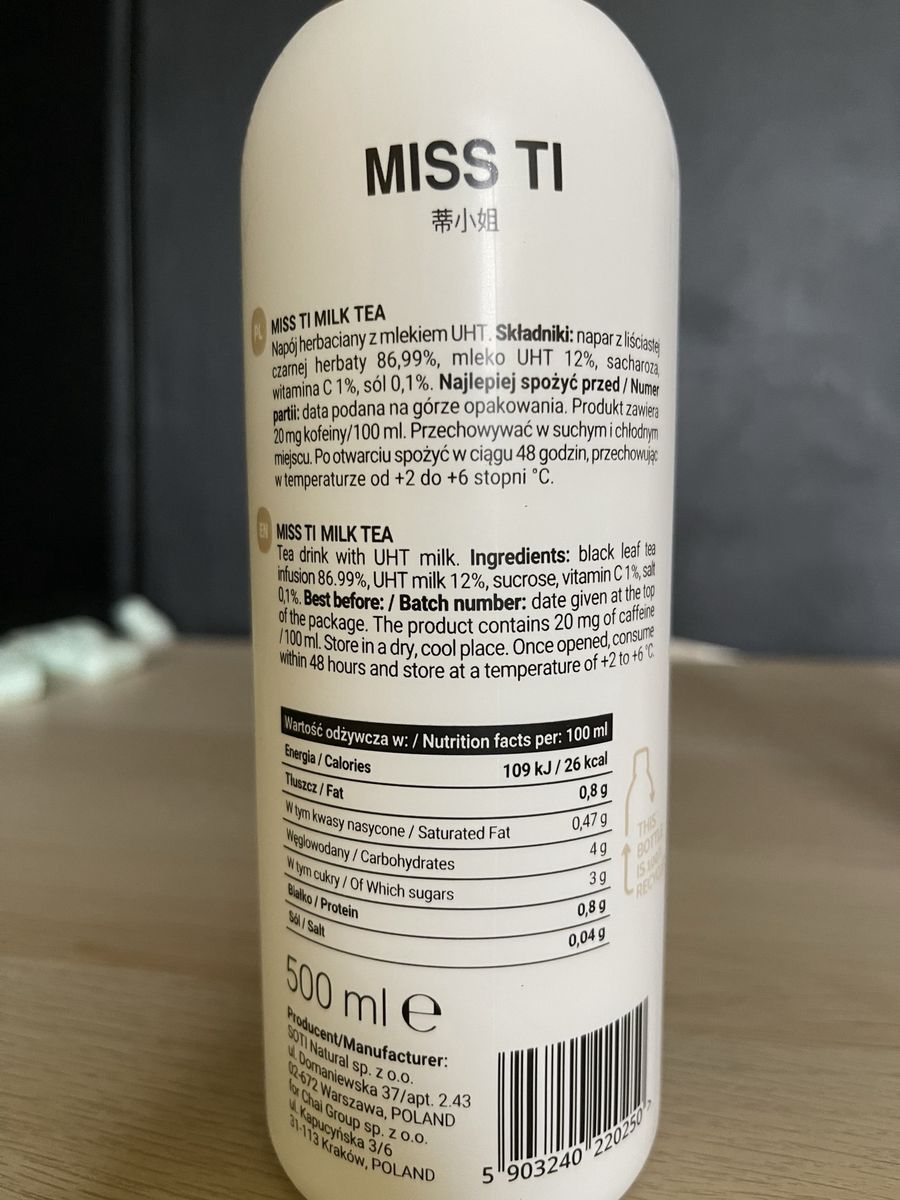 MISS TI
蒂小姐
PL
MISS TI MILK TEA
Napój herbaciany z mlekiem UHT. Składniki: napar z liściastej
czarnej herbaty 86,99%, mleko UHT 12%, sacharoza,
witamina C 1%, sól 0,1%. Najlepiej spożyć przed / Numer
partii: data podana na górze opakowania. Produkt zawiera
20 mg kofeiny/100 ml. Przechowywać w suchym i chłodnym
miejscu. Po otwarciu spożyć w ciągu 48 godzin, przechowując
w temperaturze od +2 do +6 stopni °C.
EN
MISS TI MILK TEA
Tea drink with UHT milk. Ingredients: black leaf tea
infusion 86.99%, UHT milk 12%, sucrose, vitamin C 1%, salt
0,1%. Best before: / Batch number: date given at the top
of the package. The product contains 20 mg of caffeine
/100 ml. Store in a dry, cool place. Once opened, consume
within 48 hours and store at a temperature of +2 to +6 °C.
Wartość odżywcza w: / Nutrition facts per: 100 ml
Energia / Calories 109 kJ / 26 kcal
Tłuszcz / Fat 0,8 g
W tym kwasy nasycone / Saturated Fat 0,47 g
Węglowodany / Carbohydrates 4 g
W tym cukry / Of Which sugars 3 g
Białko / Protein 0,8 g
Sól / Salt 0,04 g
THIS
BOTTLE
IS 100%
500 ml e
Producent/Manufacturer:
SOTI Natural sp. z o.o.
ul. Domaniewska 37/apt. 2.43
02-672 Warszawa, POLAND
for Chai Group sp. z o.o.
ul. Kapucyńska 3/6
31-113 Kraków, POLAND
5 903240 220250 >